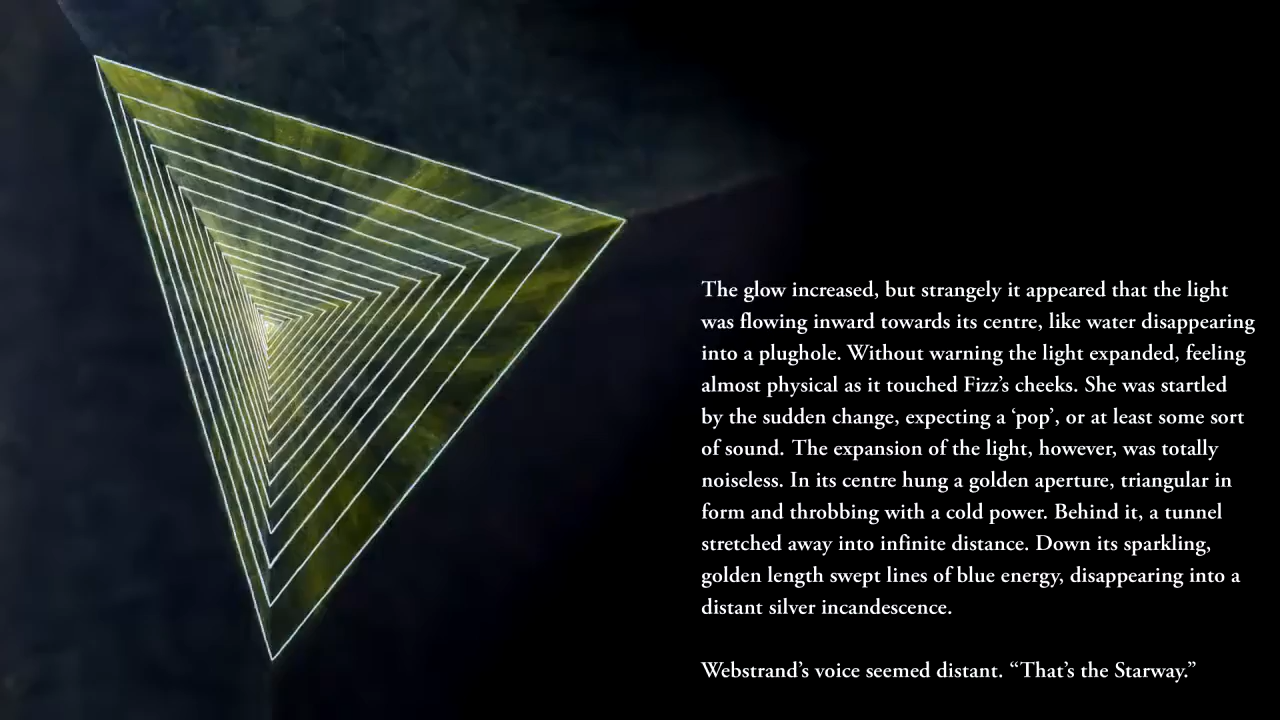 The glow increased, but strangely it appeared that the light
was flowing inward towards its centre, like water disappearing
into a plughole. Without warning the light expanded, feeling
almost physical as it touched Fizz’s cheeks. She was startled
by the sudden change, expecting a ‘pop’, or at least some sort
of sound. The expansion of the light, however, was totally
noiseless. In its centre hung a golden aperture, triangular in
form and throbbing with a cold power. Behind it, a tunnel
stretched away into infinite distance. Down its sparkling,
golden length swept lines of blue energy, disappearing into a
distant silver incandescence.
Webstrand’s voice seemed distant. “That’s the Starway.”